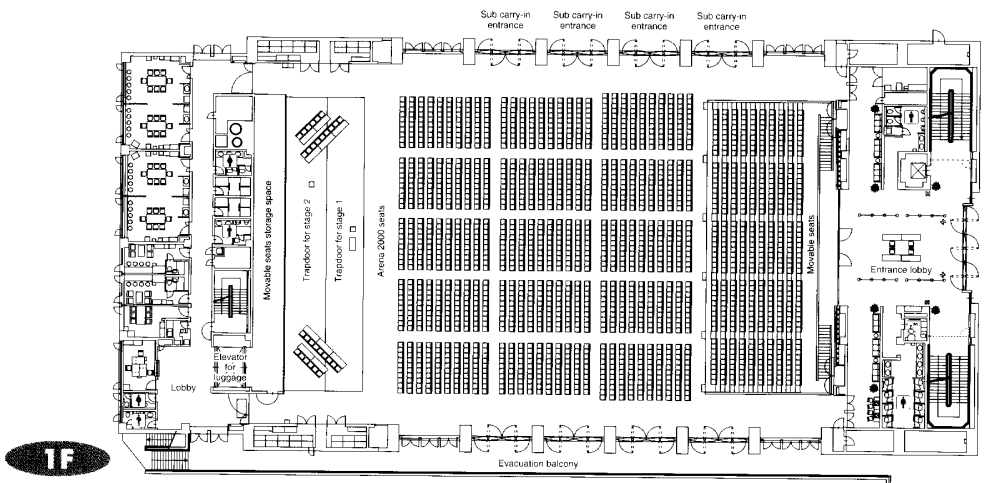 Sub carry-in
entrance
Sub carry-in
entrance
Sub carry-in
entrance
Sub carry-in
entrance
Movable seats storage space
Trapdoor for stage 2
Trapdoor for stage 1
Arena 2000 seats
Movable seats
Entrance lobby
Elevator
for
luggage
Lobby
Evacuation balcony
1F